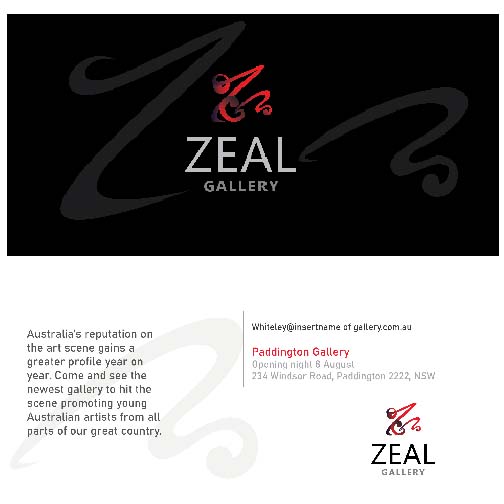 ZEAL
GALLERY
Australia's reputation on
the art scene gains a
greater profile year on
year. Come and see the
newest gallery to hit the
scene promoting young
Australian artists from all
parts of our great country.
Whiteley@insertname of gallery.com.au
Paddington Gallery
Opening night 6 August
234 Windsor Road, Paddington 2222, NSW
ZEAL
GALLERY